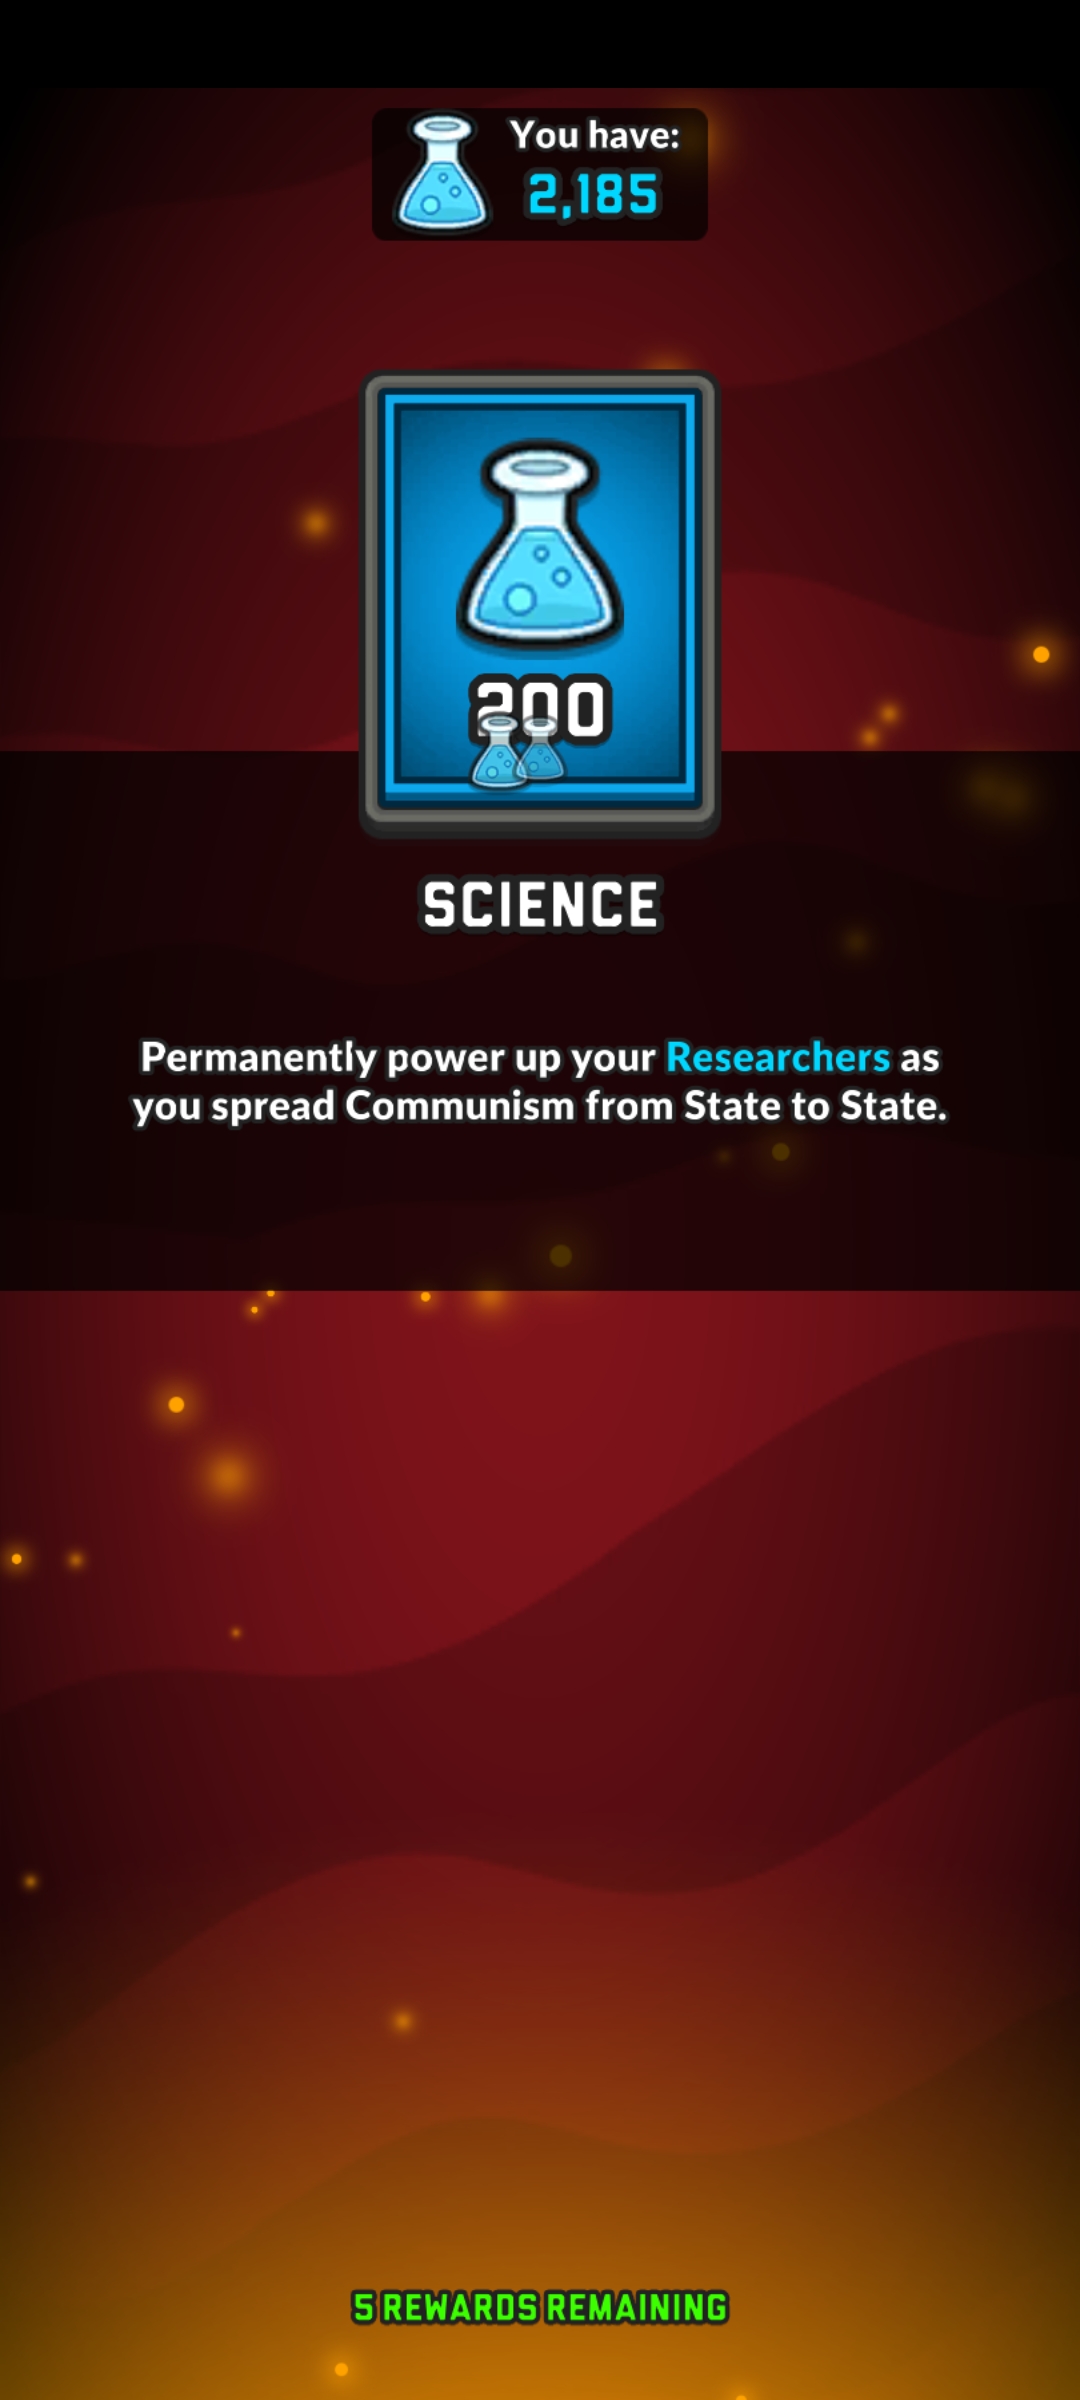 You have:
2,185
200
SCIENCE
Permanently power up your Researchers as
you spread Communism from State to State.
5 REWARDS REMAINING